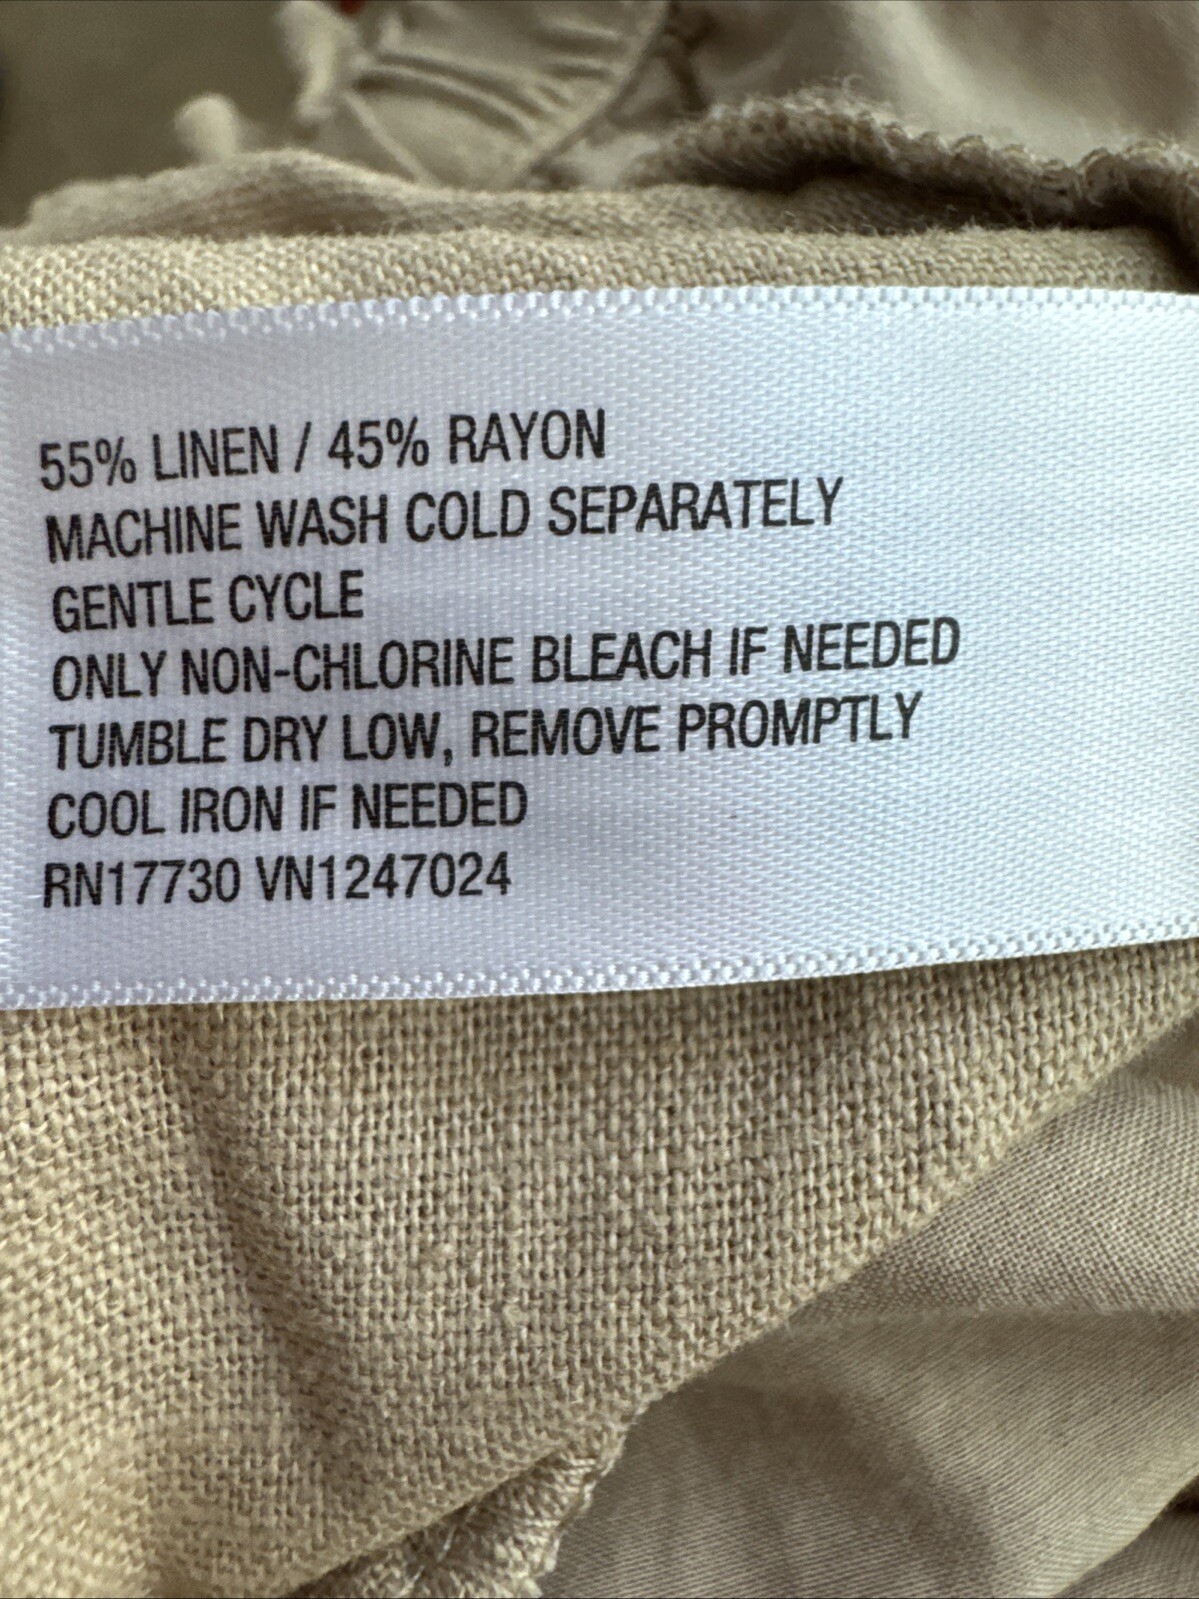 55% LINEN / 45% RAYON
MACHINE WASH COLD SEPARATELY
GENTLE CYCLE
ONLY NON-CHLORINE BLEACH IF NEEDED
TUMBLE DRY LOW, REMOVE PROMPTLY
COOL IRON IF NEEDED
RN17730 VN1247024